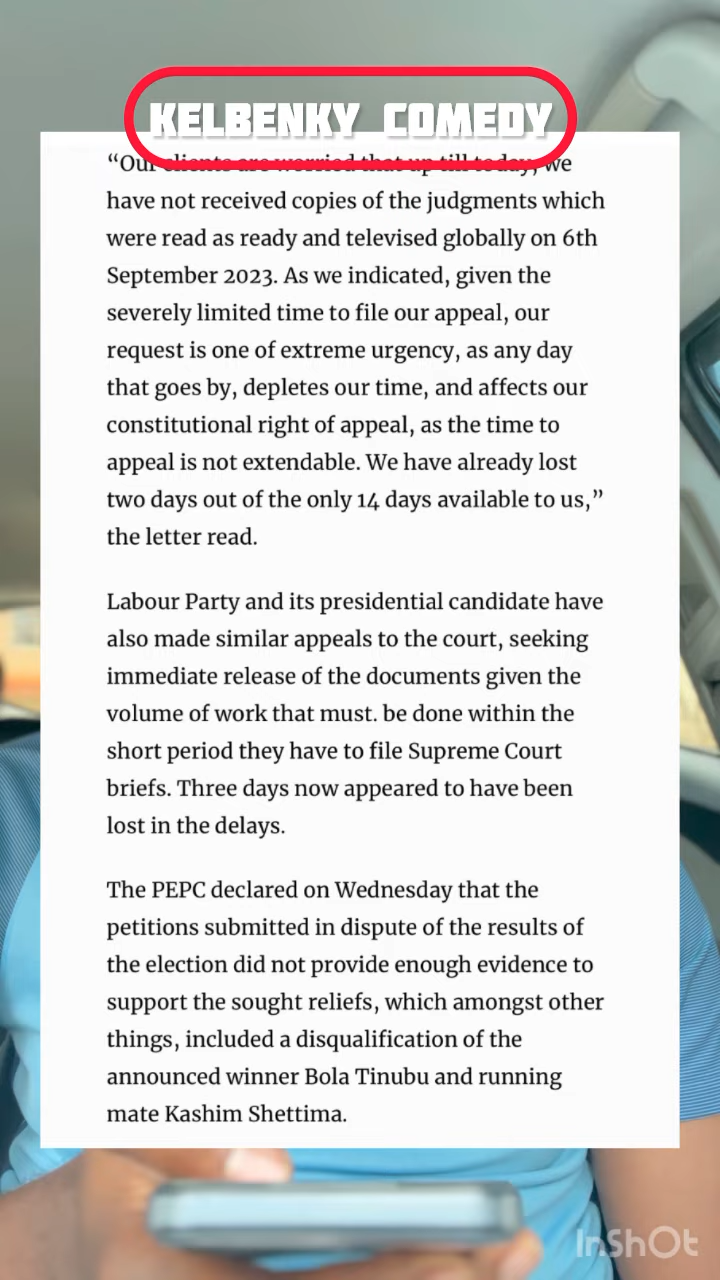 KELBENKY COMEDY
“Our clients are worried that up till today, we
have not received copies of the judgments which
were read as ready and televised globally on 6th
September 2023. As we indicated, given the
severely limited time to file our appeal, our
request is one of extreme urgency, as any day
that goes by, depletes our time, and affects our
constitutional right of appeal, as the time to
appeal is not extendable. We have already lost
two days out of the only 14 days available to us,”
the letter read.
Labour Party and its presidential candidate have
also made similar appeals to the court, seeking
immediate release of the documents given the
volume of work that must. be done within the
short period they have to file Supreme Court
briefs. Three days now appeared to have been
lost in the delays.
The PEPC declared on Wednesday that the
petitions submitted in dispute of the results of
the election did not provide enough evidence to
support the sought reliefs, which amongst other
things, included a disqualification of the
announced winner Bola Tinubu and running
mate Kashim Shettima.
InShOt